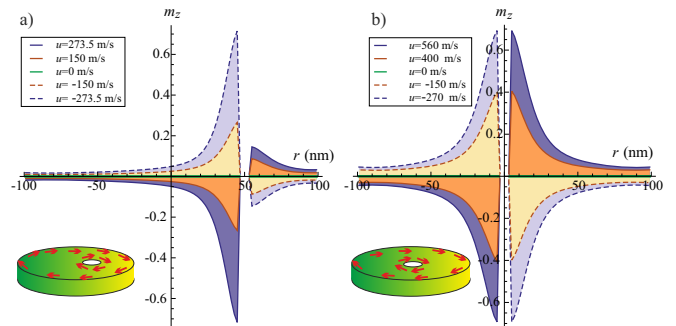 a)
m_z
u=273.5 m/s
u=150 m/s
u=0 m/s
u= -150 m/s
u= -273.5 m/s
0.6
0.4
0.2
r (nm)
-100
-50
50
100
-0.2
-0.4
-0.6
b)
m_z
u=560 m/s
u=400 m/s
u=0 m/s
u= -150 m/s
u=-270 m/s
0.6
0.4
0.2
r (nm)
-100
-50
50
100
-0.2
-0.4
-0.6